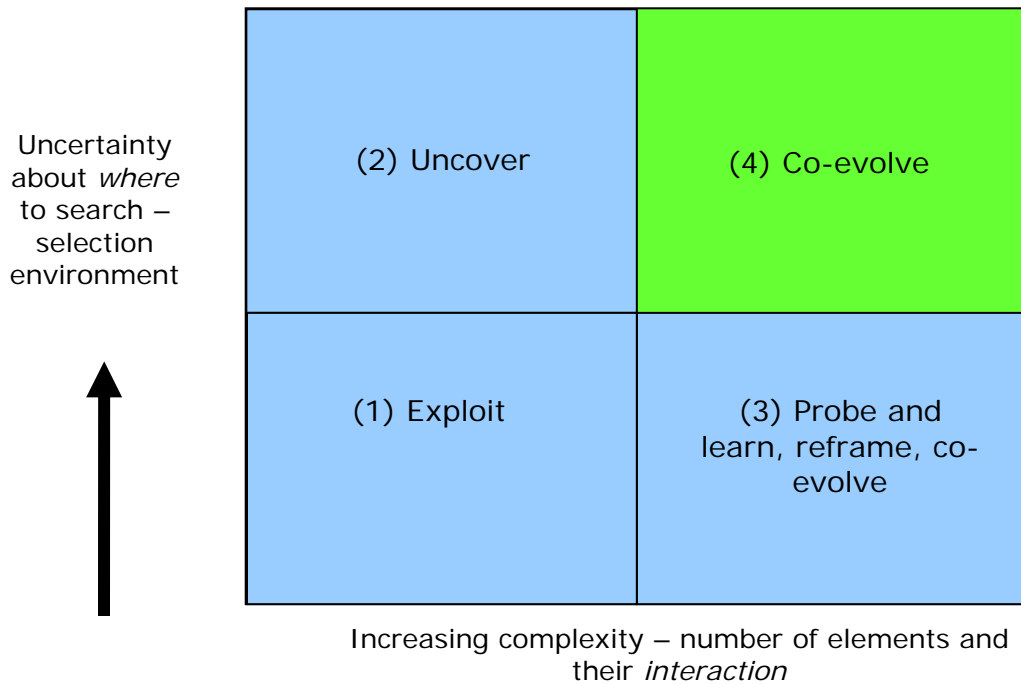 Uncertainty
about where
to search –
selection
environment
(2) Uncover
(4) Co-evolve
(1) Exploit
(3) Probe and
learn, reframe, co-
evolve
Increasing complexity – number of elements and
their interaction